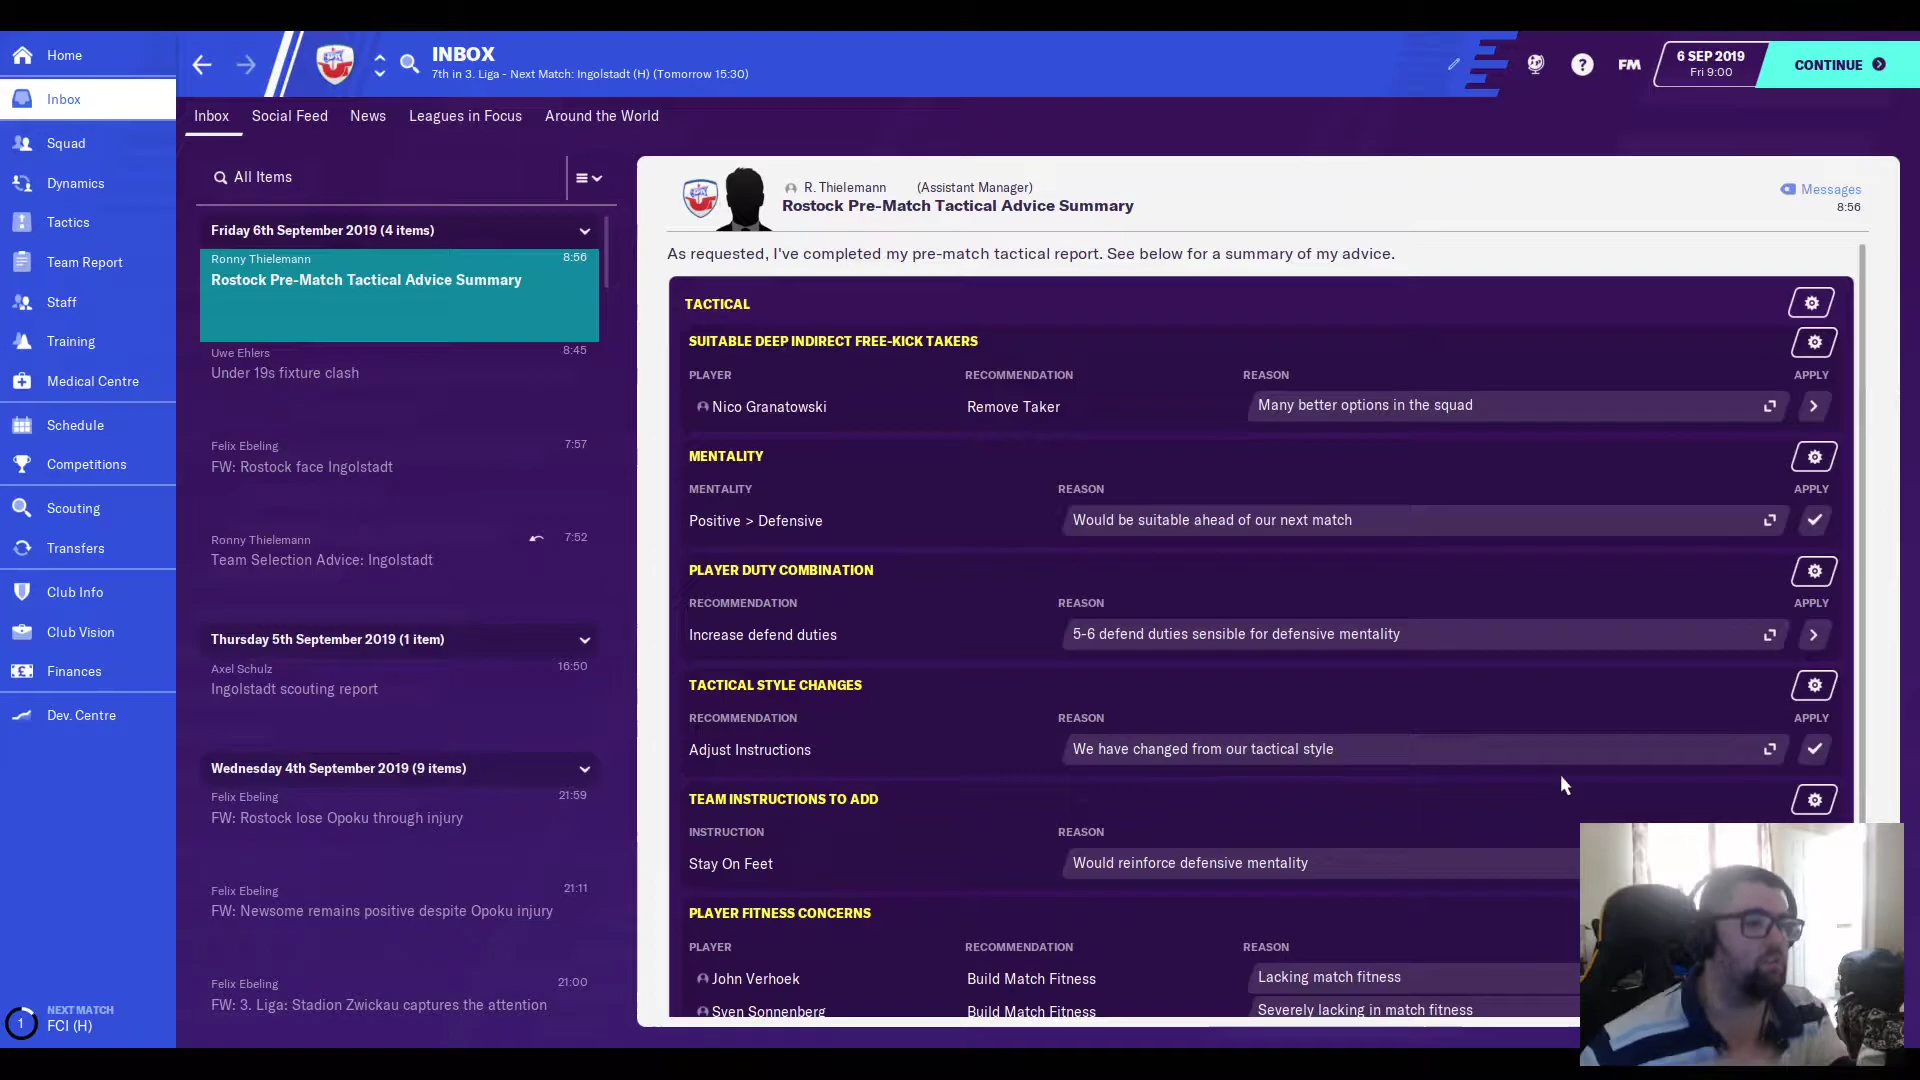 Home
Inbox
Squad
Dynamics
Tactics
Team Report
Staff
Training
Medical Centre
Schedule
Competitions
Scouting
Transfers
Club Info
Club Vision
Finances
Dev. Centre
1
NEXT MATCH
FCI (H)
INBOX
7th in 3. Liga - Next Match: Ingolstadt (H) (Tomorrow 15:30)
?
FM
6 SEP 2019
Fri 9:00
CONTINUE
Inbox
Social Feed
News
Leagues in Focus
Around the World
All Items
Friday 6th September 2019 (4 items)
Ronny Thielemann
8:56
Rostock Pre-Match Tactical Advice Summary
Uwe Ehlers
8:45
Under 19s fixture clash
Felix Ebeling
7:57
FW: Rostock face Ingolstadt
Ronny Thielemann
7:52
Team Selection Advice: Ingolstadt
Thursday 5th September 2019 (1 item)
Axel Schulz
16:50
Ingolstadt scouting report
Wednesday 4th September 2019 (9 items)
Felix Ebeling
21:59
FW: Rostock lose Opoku through injury
Felix Ebeling
21:11
FW: Newsome remains positive despite Opoku injury
Felix Ebeling
21:00
FW: 3. Liga: Stadion Zwickau captures the attention
R. Thielemann (Assistant Manager)
Rostock Pre-Match Tactical Advice Summary
Messages
8:56
As requested, I've completed my pre-match tactical report. See below for a summary of my advice.
TACTICAL
SUITABLE DEEP INDIRECT FREE-KICK TAKERS
PLAYER RECOMMENDATION REASON APPLY
Nico Granatowski Remove Taker Many better options in the squad
MENTALITY
MENTALITY REASON APPLY
Positive > Defensive Would be suitable ahead of our next match
PLAYER DUTY COMBINATION
RECOMMENDATION REASON APPLY
Increase defend duties 5-6 defend duties sensible for defensive mentality
TACTICAL STYLE CHANGES
RECOMMENDATION REASON APPLY
Adjust Instructions We have changed from our tactical style
TEAM INSTRUCTIONS TO ADD
INSTRUCTION REASON
Stay On Feet Would reinforce defensive mentality
PLAYER FITNESS CONCERNS
PLAYER RECOMMENDATION REASON
John Verhoek Build Match Fitness Lacking match fitness
Sven Sonnenberg Build Match Fitness Severely lacking in match fitness